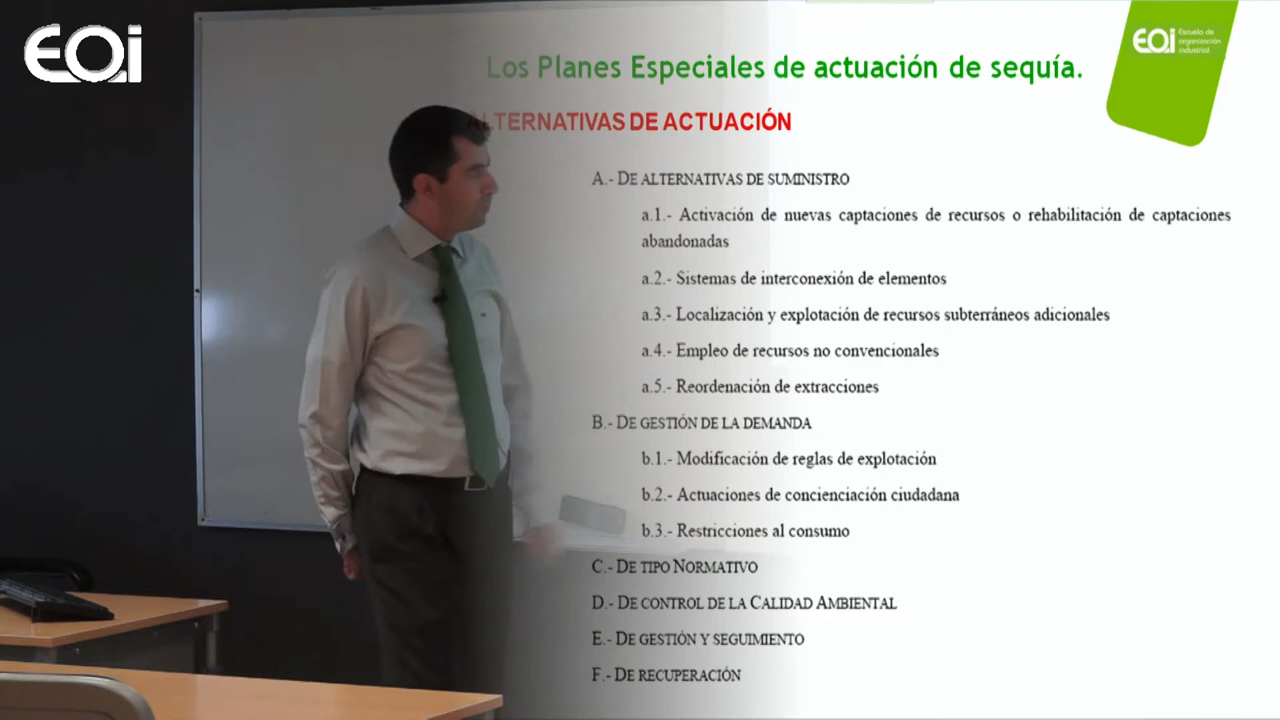 EOi
EOi Escuela de
organización
industrial
Los Planes Especiales de actuación de sequía.
ALTERNATIVAS DE ACTUACIÓN
A.- DE ALTERNATIVAS DE SUMINISTRO
a.1.- Activación de nuevas captaciones de recursos o rehabilitación de captaciones
abandonadas
a.2.- Sistemas de interconexión de elementos
a.3.- Localización y explotación de recursos subterráneos adicionales
a.4.- Empleo de recursos no convencionales
a.5.- Reordenación de extracciones
B.- DE GESTIÓN DE LA DEMANDA
b.1.- Modificación de reglas de explotación
b.2.- Actuaciones de concienciación ciudadana
b.3.- Restricciones al consumo
C.- DE TIPO NORMATIVO
D.- DE CONTROL DE LA CALIDAD AMBIENTAL
E.- DE GESTIÓN Y SEGUIMIENTO
F.- DE RECUPERACIÓN